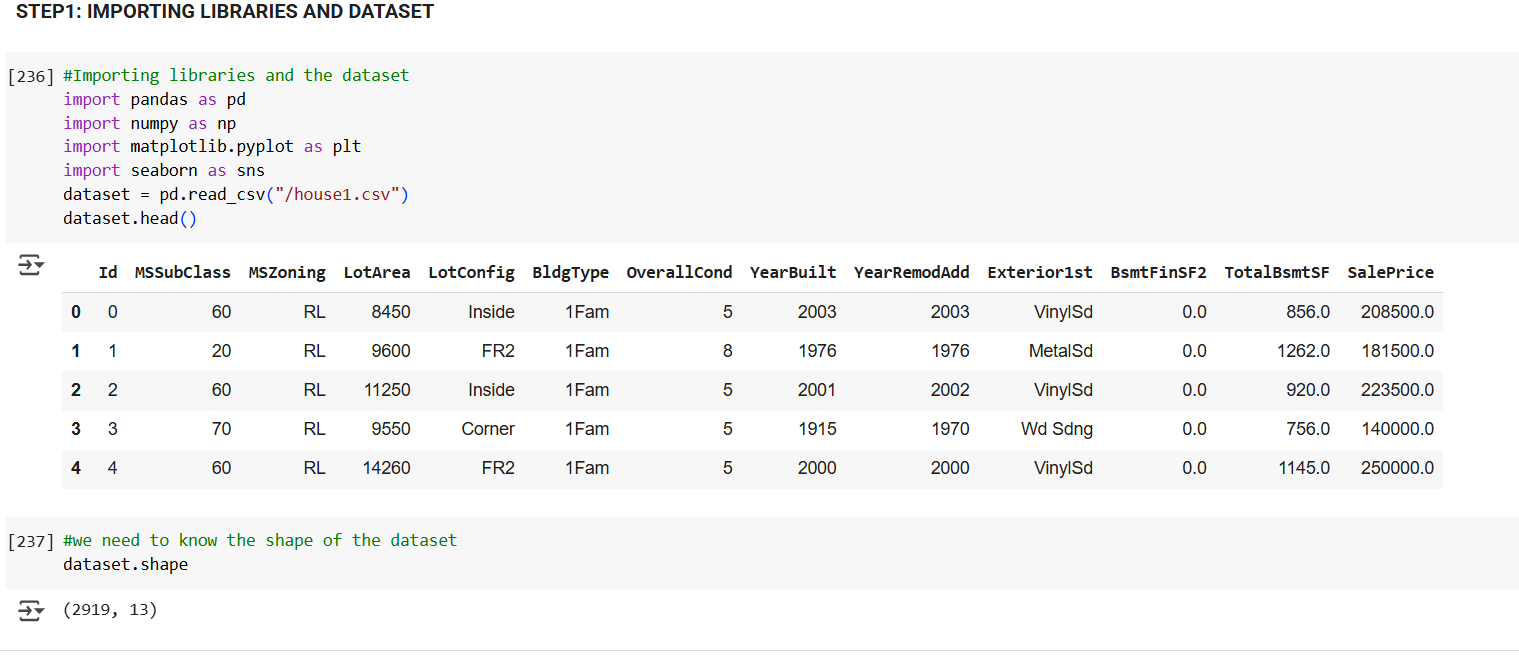 STEP1: IMPORTING LIBRARIES AND DATASET
[236] #Importing libraries and the dataset
import pandas as pd
import numpy as np
import matplotlib.pyplot as plt
import seaborn as sns
dataset = pd.read_csv("/house1.csv")
dataset.head()
Id MSSubClass MSZoning LotArea LotConfig BldgType OverallCond YearBuilt YearRemodAdd Exterior1st BsmtFinSF2 TotalBsmtSF SalePrice
0 0 60 RL 8450 Inside 1Fam 5 2003 2003 VinylSd 0.0 856.0 208500.0
1 1 20 RL 9600 FR2 1Fam 8 1976 1976 MetalSd 0.0 1262.0 181500.0
2 2 60 RL 11250 Inside 1Fam 5 2001 2002 VinylSd 0.0 920.0 223500.0
3 3 70 RL 9550 Corner 1Fam 5 1915 1970 Wd Sdng 0.0 756.0 140000.0
4 4 60 RL 14260 FR2 1Fam 5 2000 2000 VinylSd 0.0 1145.0 250000.0
[237] #we need to know the shape of the dataset
dataset.shape
(2919, 13)